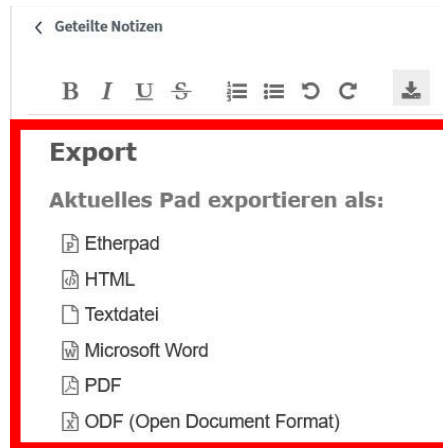 Geteilte Notizen
B I U S
Export
Aktuelles Pad exportieren als:
Etherpad
HTML
Textdatei
Microsoft Word
PDF
ODF (Open Document Format)